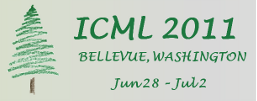 ICML 2011
BELLEVUE, WASHINGTON
Jun28 - Jul2